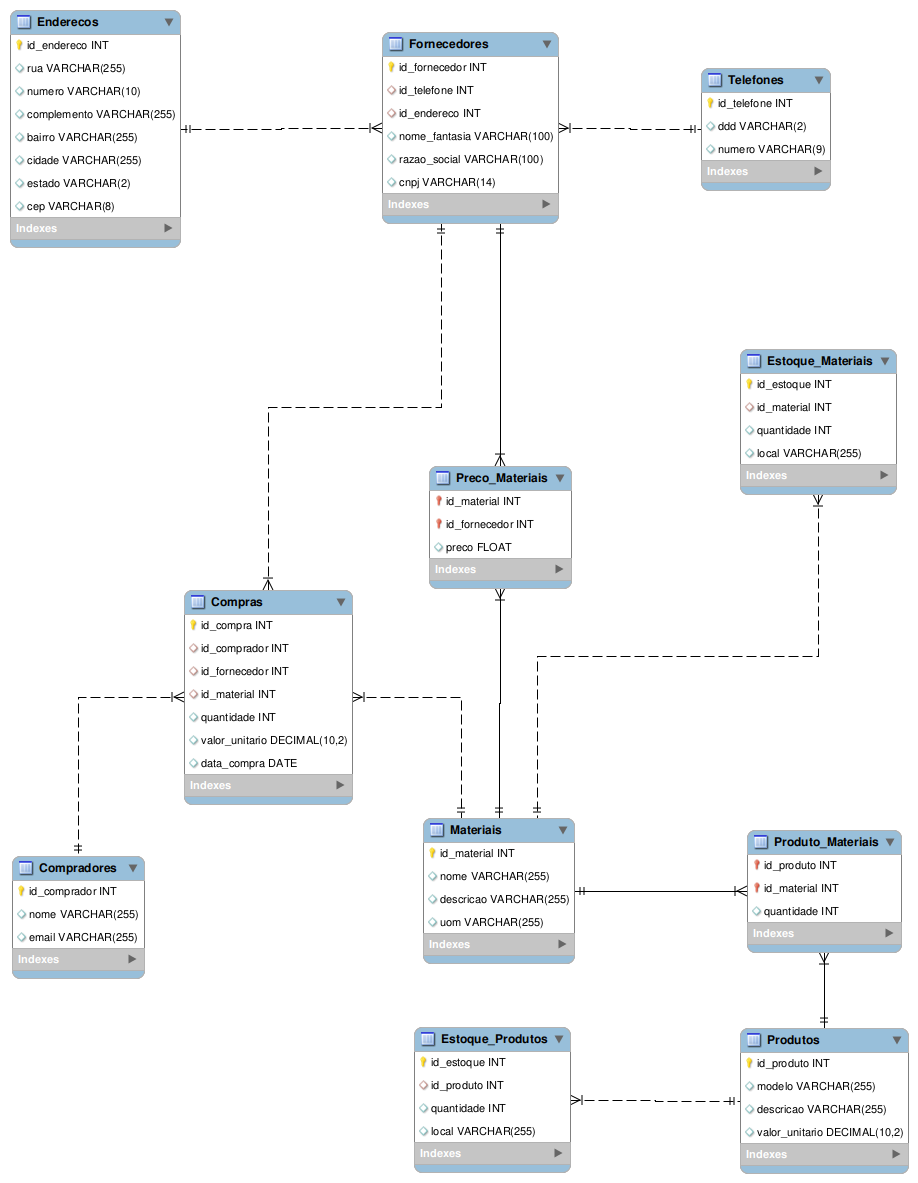 Enderecos
id_endereco INT
rua VARCHAR(255)
numero VARCHAR(10)
complemento VARCHAR(255)
bairro VARCHAR(255)
cidade VARCHAR(255)
estado VARCHAR(2)
cep VARCHAR(8)
Indexes
Fornecedores
id_fornecedor INT
id_telefone INT
id_endereco INT
nome_fantasia VARCHAR(100)
razao_social VARCHAR(100)
cnpj VARCHAR(14)
Indexes
Telefones
id_telefone INT
ddd VARCHAR(2)
numero VARCHAR(9)
Indexes
Estoque_Materiais
id_estoque INT
id_material INT
quantidade INT
local VARCHAR(255)
Indexes
Preco_Materiais
id_material INT
id_fornecedor INT
preco FLOAT
Indexes
Compras
id_compra INT
id_comprador INT
id_fornecedor INT
id_material INT
quantidade INT
valor_unitario DECIMAL(10,2)
data_compra DATE
Indexes
Compradores
id_comprador INT
nome VARCHAR(255)
email VARCHAR(255)
Indexes
Materiais
id_material INT
nome VARCHAR(255)
descricao VARCHAR(255)
uom VARCHAR(255)
Indexes
Produto_Materiais
id_produto INT
id_material INT
quantidade INT
Indexes
Estoque_Produtos
id_estoque INT
id_produto INT
quantidade INT
local VARCHAR(255)
Indexes
Produtos
id_produto INT
modelo VARCHAR(255)
descricao VARCHAR(255)
valor_unitario DECIMAL(10,2)
Indexes